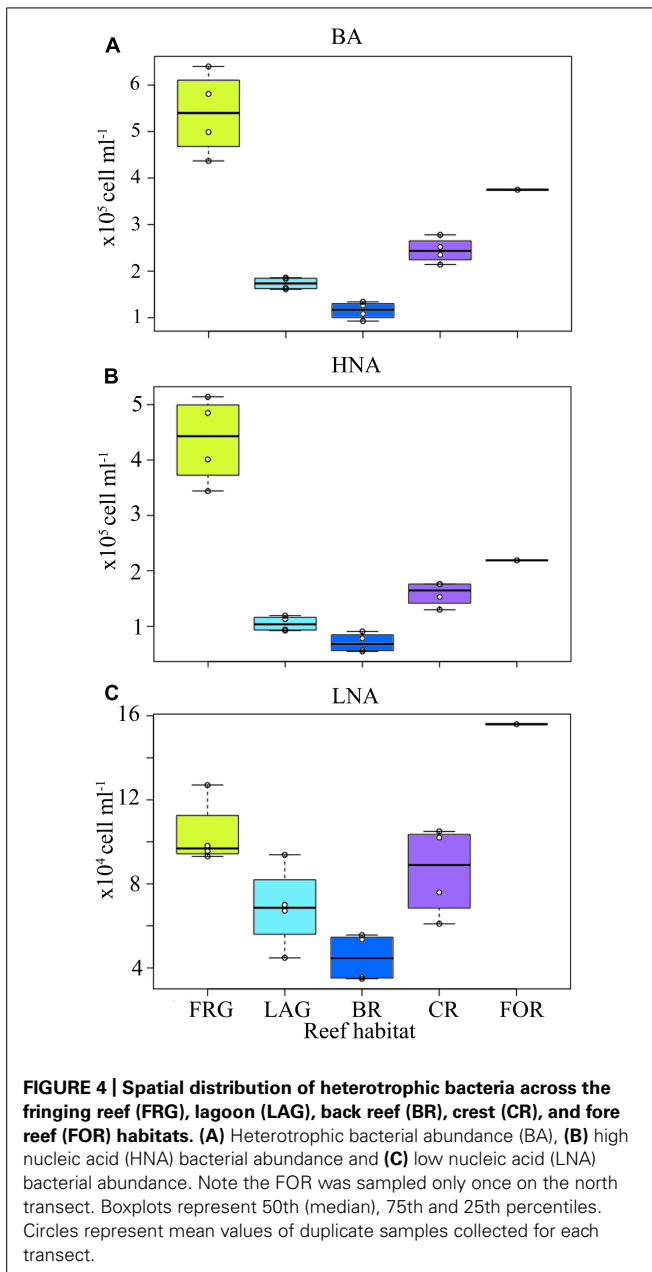 A
BA
6
5
4
3
2
1
x10⁵ cell ml⁻¹
B
HNA
5
4
3
2
1
x10⁵ cell ml⁻¹
C
LNA
16
12
8
4
x10⁴ cell ml⁻¹
FRG LAG BR CR FOR
Reef habitat
FIGURE 4 | Spatial distribution of heterotrophic bacteria across the
fringing reef (FRG), lagoon (LAG), back reef (BR), crest (CR), and fore
reef (FOR) habitats. (A) Heterotrophic bacterial abundance (BA), (B) high
nucleic acid (HNA) bacterial abundance and (C) low nucleic acid (LNA)
bacterial abundance. Note the FOR was sampled only once on the north
transect. Boxplots represent 50th (median), 75th and 25th percentiles.
Circles represent mean values of duplicate samples collected for each
transect.